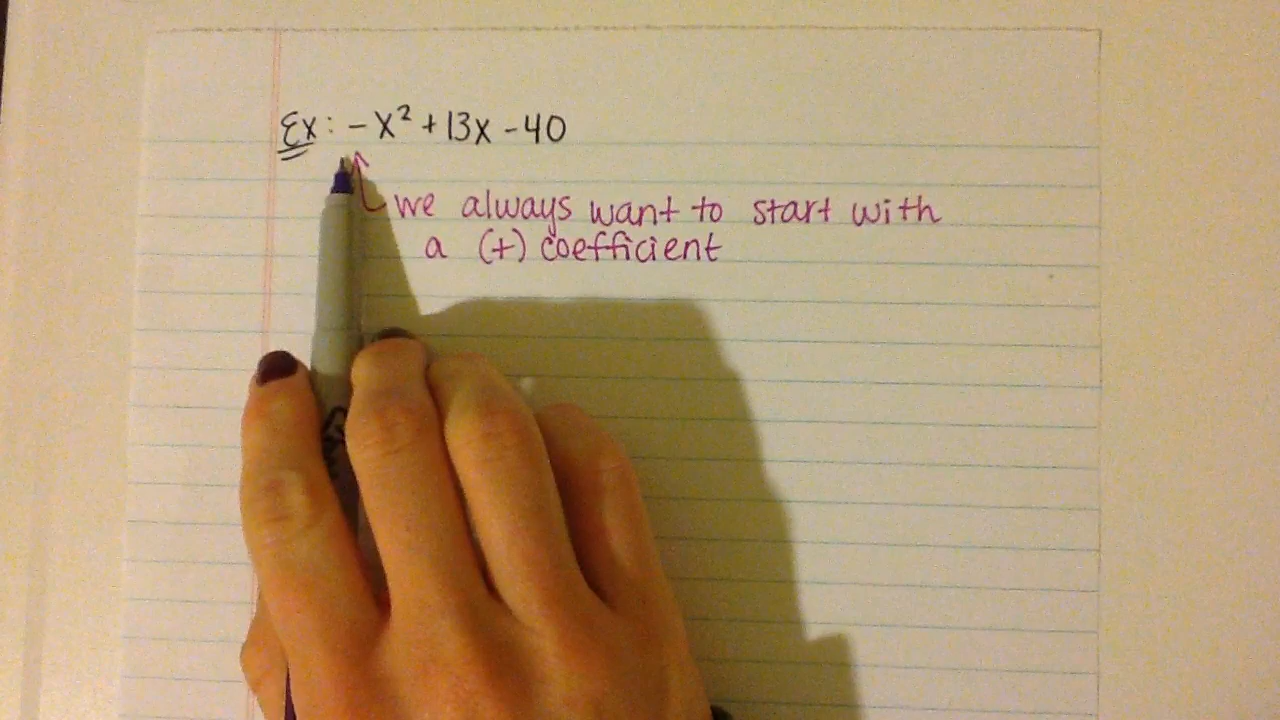 Ex: -x² + 13x - 40
we always want to start with
a (+) coefficient